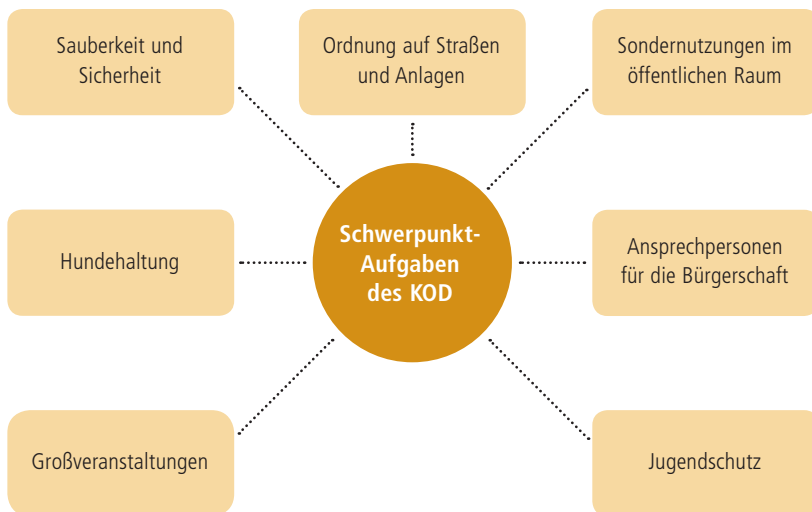 Sauberkeit und
Sicherheit
Ordnung auf Straßen
und Anlagen
Sondernutzungen im
öffentlichen Raum
Hundehaltung
Schwerpunkt-
Aufgaben
des KOD
Ansprechpersonen
für die Bürgerschaft
Großveranstaltungen
Jugendschutz